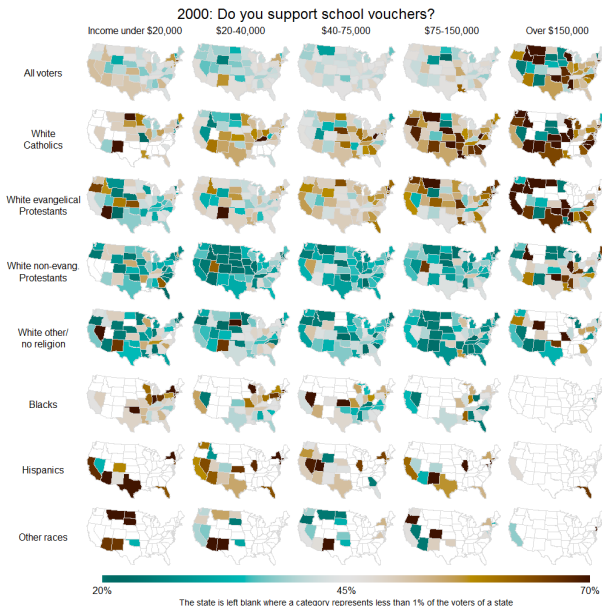 2000: Do you support school vouchers?
Income under $20,000 $20-40,000 $40-75,000 $75-150,000 Over $150,000
All voters
White
Catholics
White evangelical
Protestants
White non-evang.
Protestants
White other/
no religion
Blacks
Hispanics
Other races
20% 45% 70%
The state is left blank where a category represents less than 1% of the voters of a state